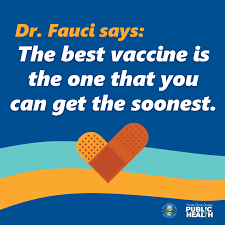 Dr. Fauci says:
The best vaccine is
the one that you
can get the soonest.
PUBLIC
HEALTH